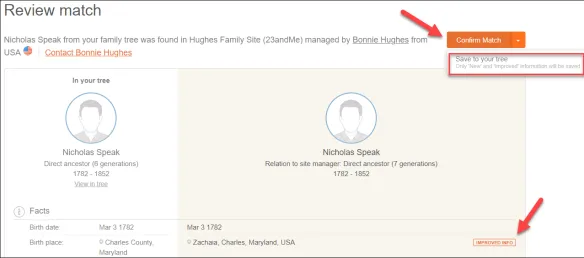 Review match
Nicholas Speak from your family tree was found in Hughes Family Site (23andMe) managed by Bonnie Hughes from
USA Contact Bonnie Hughes
Confirm Match
Save to your tree
Only 'New' and 'Improved' information will be saved
In your tree
Nicholas Speak
Direct ancestor (6 generations)
1782 - 1852
View in tree
Nicholas Speak
Relation to site manager: Direct ancestor (7 generations)
1782 - 1852
Facts
Birth date: Mar 3 1782 Mar 3 1782
Birth place: Charles County, Zachaia, Charles, Maryland, USA IMPROVED INFO
Maryland